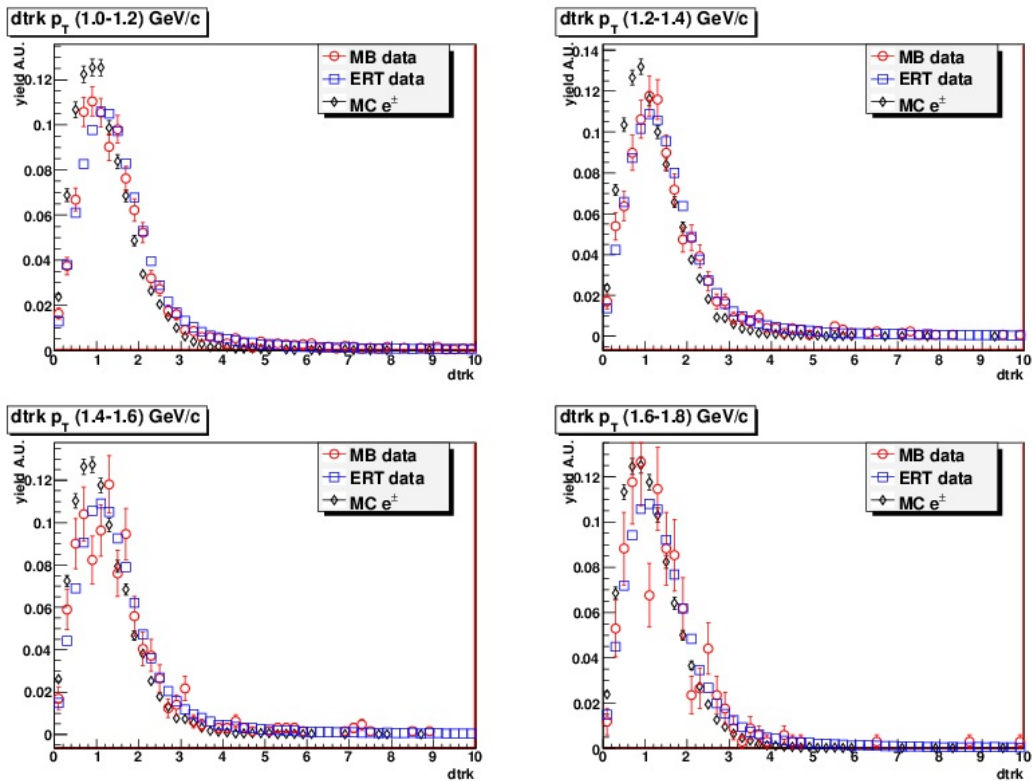 dtrk p_T (1.0-1.2) GeV/c
yield A.U.
0.12
0.1
0.08
0.06
0.04
0.02
0
MB data
ERT data
MC e±
0 1 2 3 4 5 6 7 8 9 10
dtrk
dtrk p_T (1.2-1.4) GeV/c
yield A.U.
0.14
0.12
0.1
0.08
0.06
0.04
0.02
0
MB data
ERT data
MC e±
0 1 2 3 4 5 6 7 8 9 10
dtrk
dtrk p_T (1.4-1.6) GeV/c
yield A.U.
0.12
0.1
0.08
0.06
0.04
0.02
0
MB data
ERT data
MC e±
0 1 2 3 4 5 6 7 8 9 10
dtrk
dtrk p_T (1.6-1.8) GeV/c
yield A.U.
0.12
0.1
0.08
0.06
0.04
0.02
0
MB data
ERT data
MC e±
0 1 2 3 4 5 6 7 8 9 10
dtrk